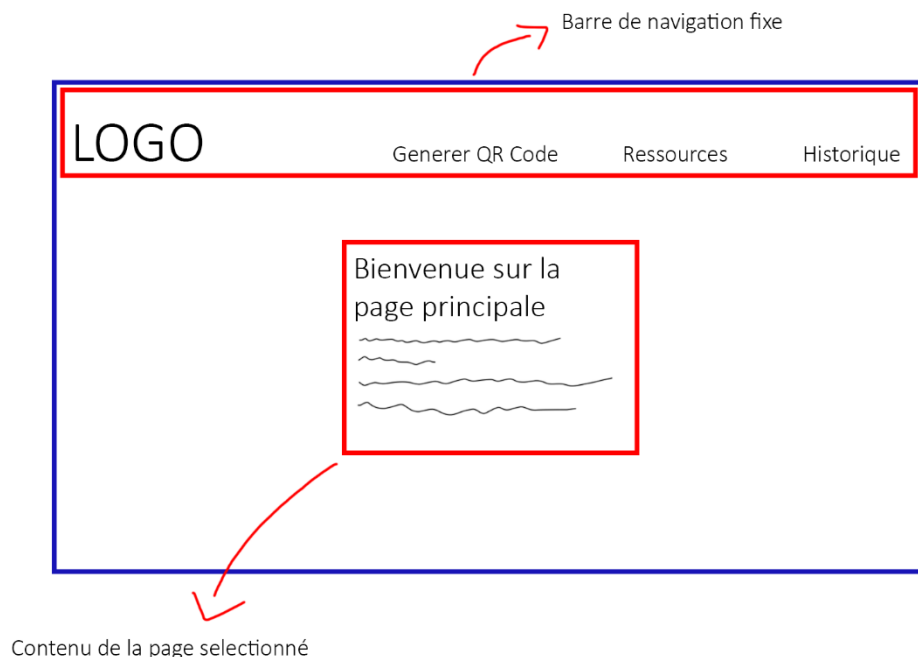 Barre de navigation fixe
LOGO
Generer QR Code
Ressources
Historique
Bienvenue sur la
page principale
Contenu de la page selectionné